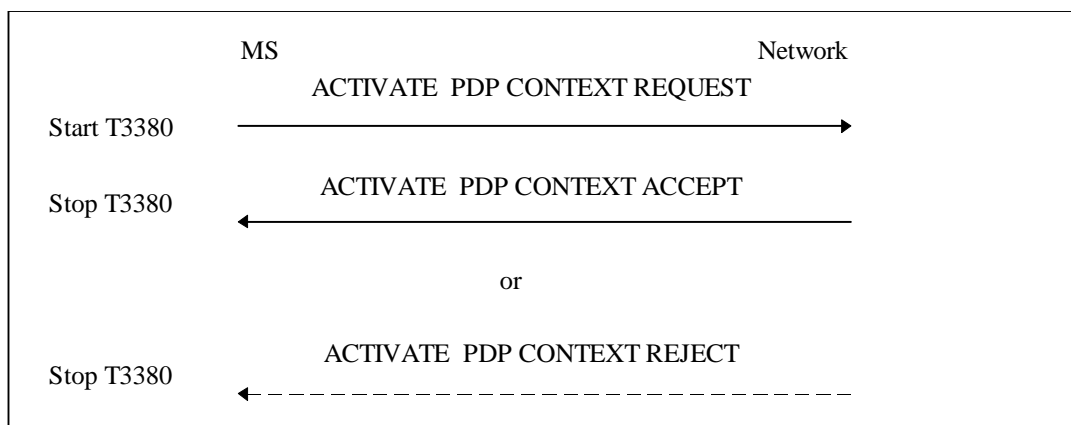 MS Network
ACTIVATE PDP CONTEXT REQUEST
Start T3380
ACTIVATE PDP CONTEXT ACCEPT
Stop T3380
or
ACTIVATE PDP CONTEXT REJECT
Stop T3380